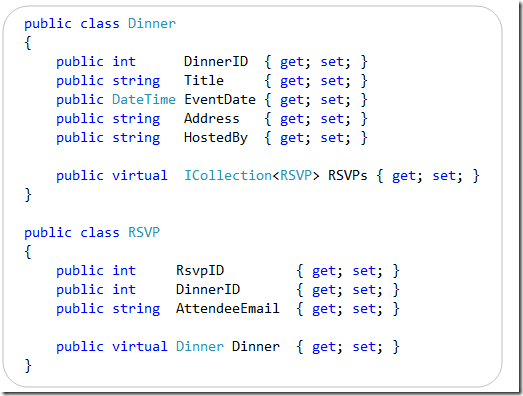 public class Dinner
{
    public int      DinnerID  { get; set; }
    public string   Title     { get; set; }
    public DateTime EventDate { get; set; }
    public string   Address   { get; set; }
    public string   HostedBy  { get; set; }

    public virtual  ICollection<RSVP> RSVPs { get; set; }
}

public class RSVP
{
    public int     RsvpID         { get; set; }
    public int     DinnerID       { get; set; }
    public string  AttendeeEmail  { get; set; }

    public virtual Dinner Dinner  { get; set; }
}